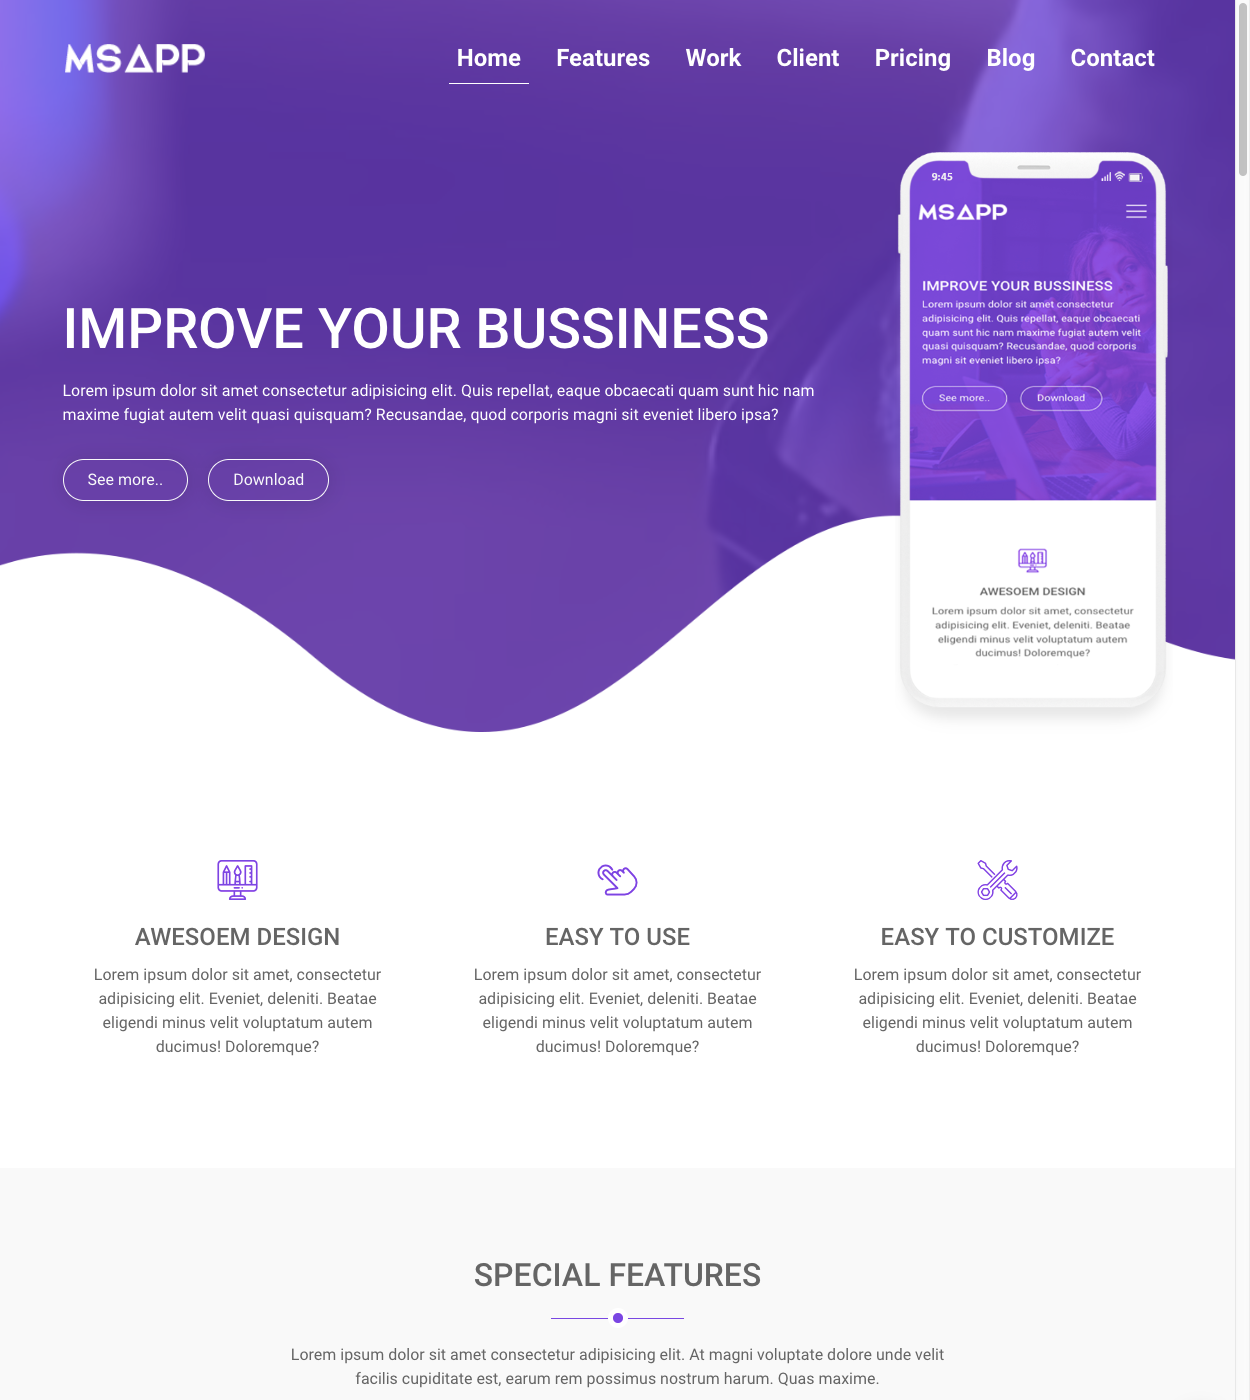 MSAPP
Home Features Work Client Pricing Blog Contact
IMPROVE YOUR BUSSINESS
Lorem ipsum dolor sit amet consectetur adipisicing elit. Quis repellat, eaque obcaecati quam sunt hic nam
maxime fugiat autem velit quasi quisquam? Recusandae, quod corporis magni sit eveniet libero ipsa?
See more.. Download
9:45
MSAPP
IMPROVE YOUR BUSSINESS
Lorem ipsum dolor sit amet consectetur
adipisicing elit. Quis repellat, eaque obcaecati
quam sunt hic nam maxime fugiat autem velit
quasi quisquam? Recusandae, quod corporis
magni sit eveniet libero ipsa?
See more.. Download
AWESOEM DESIGN
Lorem ipsum dolor sit amet, consectetur
adipisicing elit. Eveniet, deleniti. Beatae
eligendi minus velit voluptatum autem
ducimus! Doloremque?
AWESOEM DESIGN
Lorem ipsum dolor sit amet, consectetur
adipisicing elit. Eveniet, deleniti. Beatae
eligendi minus velit voluptatum autem
ducimus! Doloremque?
EASY TO USE
Lorem ipsum dolor sit amet, consectetur
adipisicing elit. Eveniet, deleniti. Beatae
eligendi minus velit voluptatum autem
ducimus! Doloremque?
EASY TO CUSTOMIZE
Lorem ipsum dolor sit amet, consectetur
adipisicing elit. Eveniet, deleniti. Beatae
eligendi minus velit voluptatum autem
ducimus! Doloremque?
SPECIAL FEATURES
Lorem ipsum dolor sit amet consectetur adipisicing elit. At magni voluptate dolore unde velit
facilis cupiditate est, earum rem possimus nostrum harum. Quas maxime.